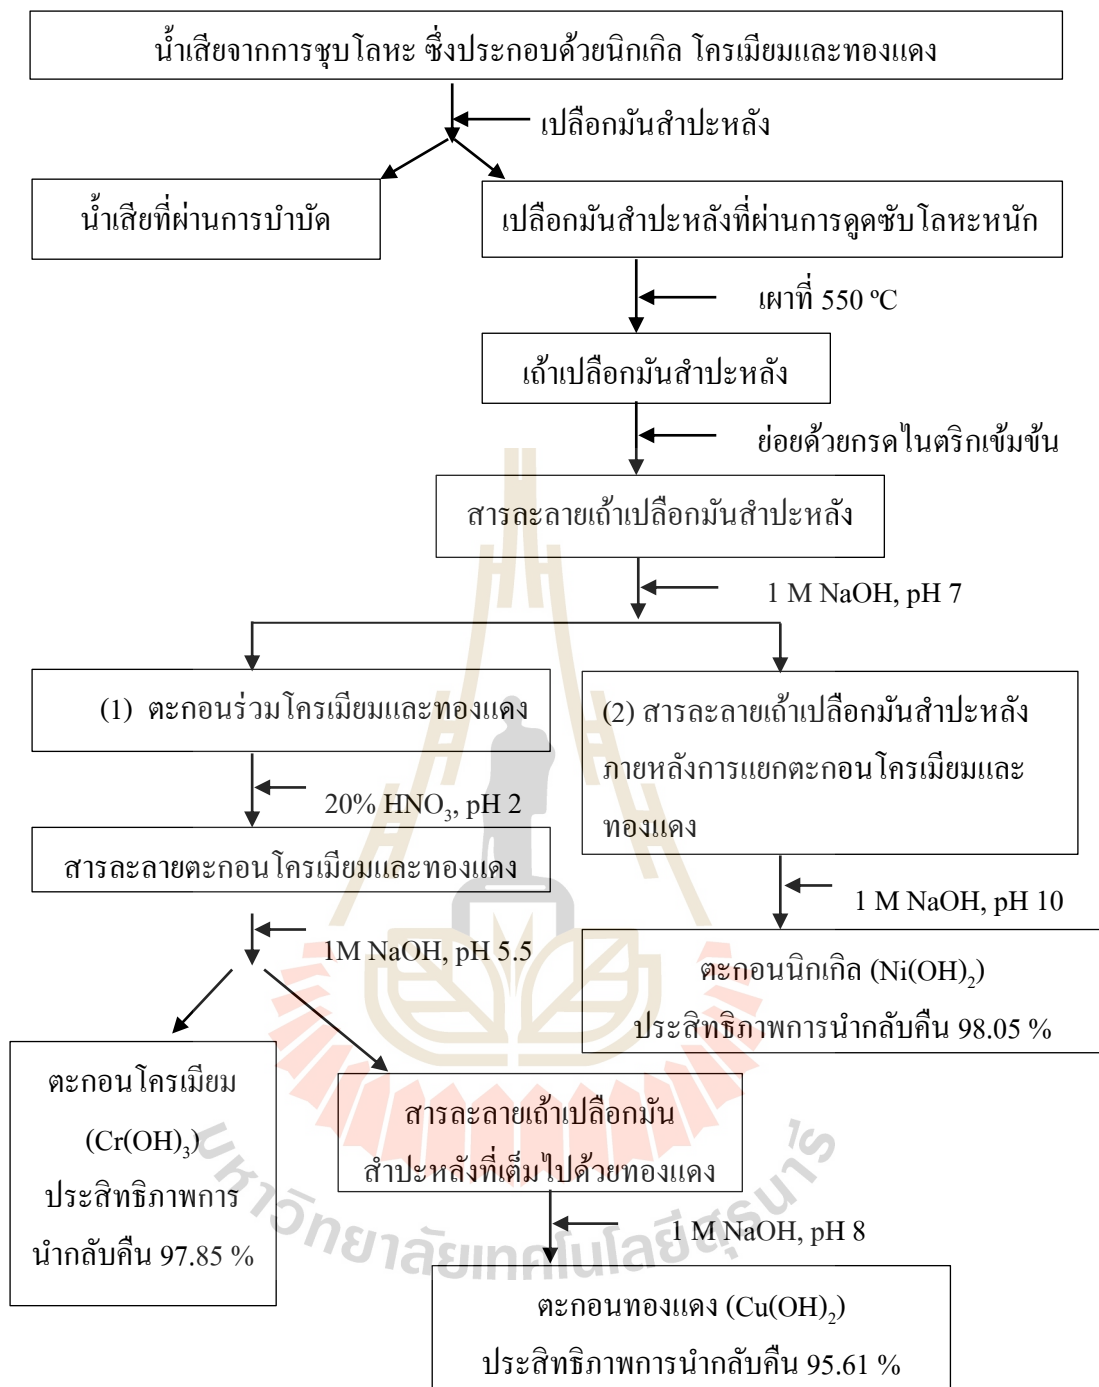 น้ำเสียจากการชุบโลหะ ซึ่งประกอบด้วยนิกเกิล โครเมียมและทองแดง
เปลือกมันสำปะหลัง
น้ำเสียที่ผ่านการบำบัด
เปลือกมันสำปะหลังที่ผ่านการดูดซับโลหะหนัก
เผาที่ 550 ºC
เถ้าเปลือกมันสำปะหลัง
ย่อยด้วยกรดไนตริกเข้มข้น
สารละลายเถ้าเปลือกมันสำปะหลัง
1 M NaOH, pH 7
(1) ตะกอนร่วมโครเมียมและทองแดง
(2) สารละลายเถ้าเปลือกมันสำปะหลัง
ภายหลังการแยกตะกอนโครเมียมและ
ทองแดง
20% HNO₃, pH 2
สารละลายตะกอนโครเมียมและทองแดง
1 M NaOH, pH 10
1M NaOH, pH 5.5
ตะกอนนิกเกิล (Ni(OH)₂)
ประสิทธิภาพการนำกลับคืน 98.05 %
ตะกอนโครเมียม
(Cr(OH)₃)
ประสิทธิภาพการ
นำกลับคืน 97.85 %
สารละลายเถ้าเปลือกมัน
สำปะหลังที่เต็มไปด้วยทองแดง
1 M NaOH, pH 8
ตะกอนทองแดง (Cu(OH)₂)
ประสิทธิภาพการนำกลับคืน 95.61 %
มหาวิทยาลัยเทคโนโลยีสุรนารี